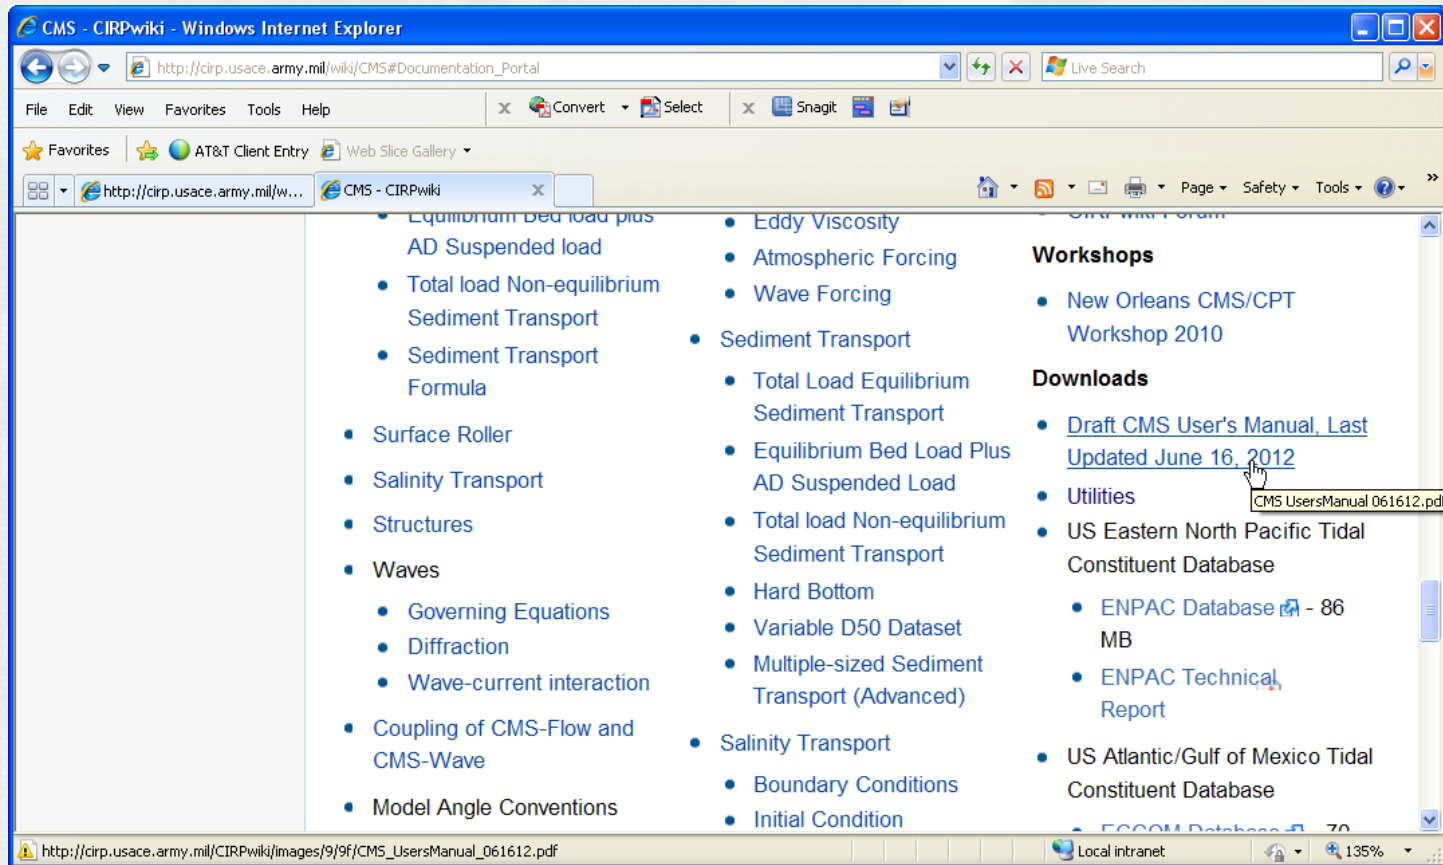 CMS - CIRPwiki - Windows Internet Explorer
http://cirp.usace.army.mil/wiki/CMS#Documentation_Portal
Live Search
File Edit View Favorites Tools Help
x Convert Select
x Snagit
Favorites
AT&T Client Entry
Web Slice Gallery
http://cirp.usace.army.mil/w...
CMS - CIRPwiki x
Page Safety Tools
»
Equilibrium Bed load plus
AD Suspended load
Total load Non-equilibrium
Sediment Transport
Sediment Transport
Formula
Surface Roller
Salinity Transport
Structures
Waves
Governing Equations
Diffraction
Wave-current interaction
Coupling of CMS-Flow and
CMS-Wave
Model Angle Conventions
Eddy Viscosity
Atmospheric Forcing
Wave Forcing
Sediment Transport
Total Load Equilibrium
Sediment Transport
Equilibrium Bed Load Plus
AD Suspended Load
Total load Non-equilibrium
Sediment Transport
Hard Bottom
Variable D50 Dataset
Multiple-sized Sediment
Transport (Advanced)
Salinity Transport
Boundary Conditions
Initial Condition
CIRPwiki Forum
Workshops
New Orleans CMS/CPT
Workshop 2010
Downloads
Draft CMS User's Manual, Last
Updated June 16, 2012
CMS UsersManual 061612.pdf
Utilities
US Eastern North Pacific Tidal
Constituent Database
ENPAC Database - 86
MB
ENPAC Technical
Report
US Atlantic/Gulf of Mexico Tidal
Constituent Database
Database - 70
http://cirp.usace.army.mil/CIRPwiki/images/9/9f/CMS_UsersManual_061612.pdf
Local intranet
135%